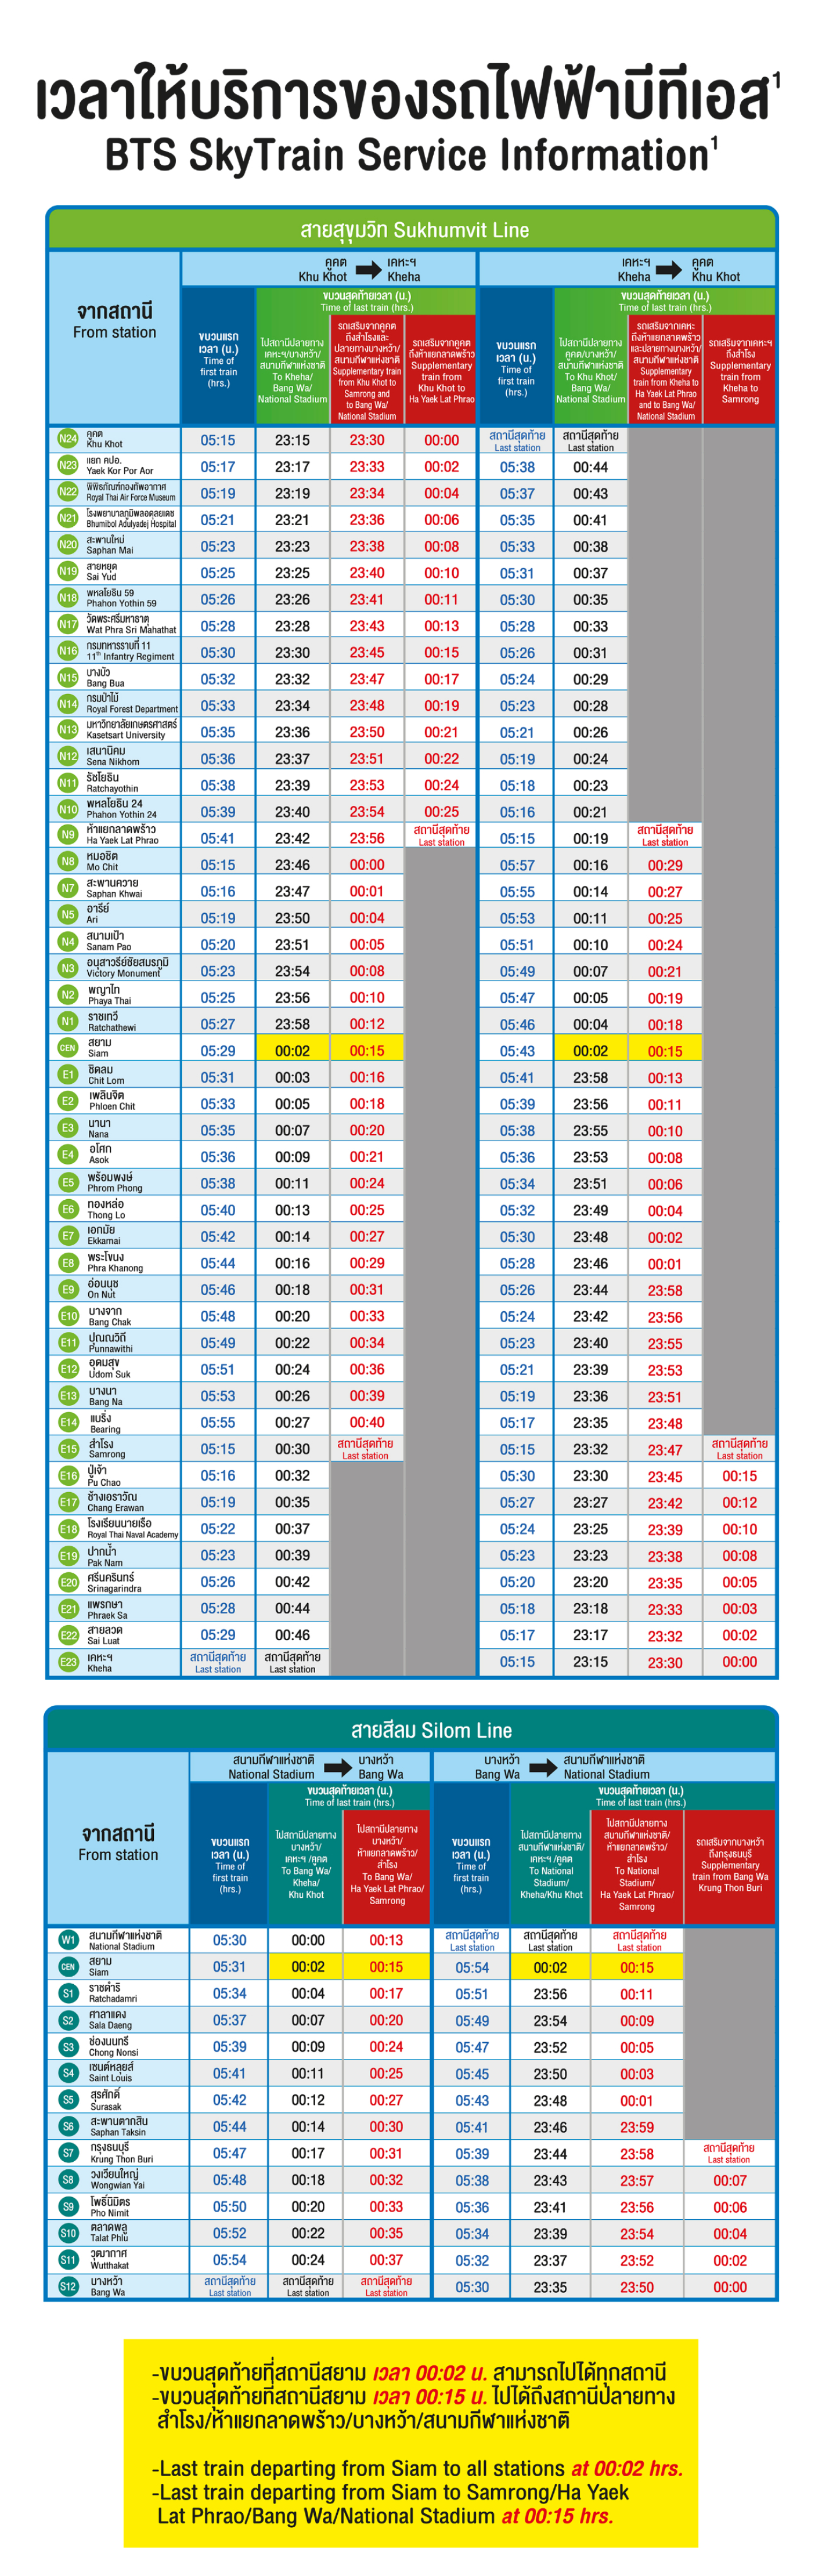 เวลาให้บริการของรถไฟฟ้าบีทีเอส¹
BTS SkyTrain Service Information¹
สายสุขุมวิท Sukhumvit Line
จากสถานี
From station
คูคต ➡ เคหะฯ
Khu Khot Kheha
เคหะฯ ➡ คูคต
Kheha Khu Khot
ขบวนแรก
เวลา (น.)
Time of
first train
(hrs.)
ขบวนสุดท้ายเวลา (น.)
Time of last train (hrs.)
ไปสถานีปลายทาง
เคหะฯ/บางหว้า/
สนามกีฬาแห่งชาติ
To Kheha/
Bang Wa/
National Stadium
รถเสริมจากคูคต
ถึงสำโรงและ
ปลายทางบางหว้า/
สนามกีฬาแห่งชาติ
Supplementary train
from Khu Khot to
Samrong and
to Bang Wa/
National Stadium
รถเสริมจากคูคต
ถึงห้าแยกลาดพร้าว
Supplementary
train from
Khu Khot to
Ha Yaek Lat Phrao
ขบวนแรก
เวลา (น.)
Time of
first train
(hrs.)
ขบวนสุดท้ายเวลา (น.)
Time of last train (hrs.)
ไปสถานีปลายทาง
คูคต/บางหว้า/
สนามกีฬาแห่งชาติ
To Khu Khot/
Bang Wa/
National Stadium
รถเสริมจากเคหะ
ถึงห้าแยกลาดพร้าว
และปลายทางบางหว้า/
สนามกีฬาแห่งชาติ
Supplementary
train from Kheha to
Ha Yaek Lat Phrao
and to Bang Wa/
National Stadium
รถเสริมจากเคหะฯ
ถึงสำโรง
Supplementary
train from
Kheha to
Samrong
N24 คูคต Khu Khot 05:15 23:15 23:30 00:00 สถานีสุดท้าย Last station สถานีสุดท้าย Last station
N23 แยก คปอ. Yaek Kor Por Aor 05:17 23:17 23:33 00:02 05:38 00:44
N22 พิพิธภัณฑ์กองทัพอากาศ Royal Thai Air Force Museum 05:19 23:19 23:34 00:04 05:37 00:43
N21 โรงพยาบาลภูมิพลอดุลยเดช Bhumibol Adulyadej Hospital 05:21 23:21 23:36 00:06 05:35 00:41
N20 สะพานใหม่ Saphan Mai 05:23 23:23 23:38 00:08 05:33 00:38
N19 สายหยุด Sai Yud 05:25 23:25 23:40 00:10 05:31 00:37
N18 พหลโยธิน 59 Phahon Yothin 59 05:26 23:26 23:41 00:11 05:30 00:35
N17 วัดพระศรีมหาธาตุ Wat Phra Sri Mahathat 05:28 23:28 23:43 00:13 05:28 00:33
N16 กรมทหารราบที่ 11 11th Infantry Regiment 05:30 23:30 23:45 00:15 05:26 00:31
N15 บางบัว Bang Bua 05:32 23:32 23:47 00:17 05:24 00:29
N14 กรมป่าไม้ Royal Forest Department 05:33 23:34 23:48 00:19 05:23 00:28
N13 มหาวิทยาลัยเกษตรศาสตร์ Kasetsart University 05:35 23:36 23:50 00:21 05:21 00:26
N12 เสนานิคม Sena Nikhom 05:36 23:37 23:51 00:22 05:19 00:24
N11 รัชโยธิน Ratchayothin 05:38 23:39 23:53 00:24 05:18 00:23
N10 พหลโยธิน 24 Phahon Yothin 24 05:39 23:40 23:54 00:25 05:16 00:21
N9 ห้าแยกลาดพร้าว Ha Yaek Lat Phrao 05:41 23:42 23:56 สถานีสุดท้าย Last station 05:15 00:19 สถานีสุดท้าย Last station
N8 หมอชิต Mo Chit 05:15 23:46 00:00 05:57 00:16 00:29
N7 สะพานควาย Saphan Khwai 05:16 23:47 00:01 05:55 00:14 00:27
N5 อารีย์ Ari 05:19 23:50 00:04 05:53 00:11 00:25
N4 สนามเป้า Sanam Pao 05:20 23:51 00:05 05:51 00:10 00:24
N3 อนุสาวรีย์ชัยสมรภูมิ Victory Monument 05:23 23:54 00:08 05:49 00:07 00:21
N2 พญาไท Phaya Thai 05:25 23:56 00:10 05:47 00:05 00:19
N1 ราชเทวี Ratchathewi 05:27 23:58 00:12 05:46 00:04 00:18
CEN สยาม Siam 05:29 00:02 00:15 05:43 00:02 00:15
E1 ชิดลม Chit Lom 05:31 00:03 00:16 05:41 23:58 00:13
E2 เพลินจิต Phloen Chit 05:33 00:05 00:18 05:39 23:56 00:11
E3 นานา Nana 05:35 00:07 00:20 05:38 23:55 00:10
E4 อโศก Asok 05:36 00:09 00:21 05:36 23:53 00:08
E5 พร้อมพงษ์ Phrom Phong 05:38 00:11 00:24 05:34 23:51 00:06
E6 ทองหล่อ Thong Lo 05:40 00:13 00:25 05:32 23:49 00:04
E7 เอกมัย Ekkamai 05:42 00:14 00:27 05:30 23:48 00:02
E8 พระโขนง Phra Khanong 05:44 00:16 00:29 05:28 23:46 00:01
E9 อ่อนนุช On Nut 05:46 00:18 00:31 05:26 23:44 23:58
E10 บางจาก Bang Chak 05:48 00:20 00:33 05:24 23:42 23:56
E11 ปุณณวิถี Punnawithi 05:49 00:22 00:34 05:23 23:40 23:55
E12 อุดมสุข Udom Suk 05:51 00:24 00:36 05:21 23:39 23:53
E13 บางนา Bang Na 05:53 00:26 00:39 05:19 23:36 23:51
E14 แบริ่ง Bearing 05:55 00:27 00:40 05:17 23:35 23:48
E15 สำโรง Samrong 05:15 00:30 สถานีสุดท้าย Last station 05:15 23:32 23:47 สถานีสุดท้าย Last station
E16 ปู่เจ้า Pu Chao 05:16 00:32 05:30 23:30 23:45 00:15
E17 ช้างเอราวัณ Chang Erawan 05:19 00:35 05:27 23:27 23:42 00:12
E18 โรงเรียนนายเรือ Royal Thai Naval Academy 05:22 00:37 05:24 23:25 23:39 00:10
E19 ปากน้ำ Pak Nam 05:23 00:39 05:23 23:23 23:38 00:08
E20 ศรีนครินทร์ Srinagarindra 05:26 00:42 05:20 23:20 23:35 00:05
E21 แพรกษา Phraek Sa 05:28 00:44 05:18 23:18 23:33 00:03
E22 สายลวด Sai Luat 05:29 00:46 05:17 23:17 23:32 00:02
E23 เคหะฯ Kheha สถานีสุดท้าย Last station สถานีสุดท้าย Last station 05:15 23:15 23:30 00:00
สายสีลม Silom Line
จากสถานี
From station
สนามกีฬาแห่งชาติ ➡ บางหว้า
National Stadium Bang Wa
บางหว้า ➡ สนามกีฬาแห่งชาติ
Bang Wa National Stadium
ขบวนแรก
เวลา (น.)
Time of
first train
(hrs.)
ขบวนสุดท้ายเวลา (น.)
Time of last train (hrs.)
ไปสถานีปลายทาง
บางหว้า/
เคหะฯ /คูคต
To Bang Wa/
Kheha/
Khu Khot
ไปสถานีปลายทาง
บางหว้า/
ห้าแยกลาดพร้าว/
สำโรง
To Bang Wa/
Ha Yaek Lat Phrao/
Samrong
ขบวนแรก
เวลา (น.)
Time of
first train
(hrs.)
ขบวนสุดท้ายเวลา (น.)
Time of last train (hrs.)
ไปสถานีปลายทาง
สนามกีฬาแห่งชาติ/
เคหะฯ /คูคต
To National
Stadium/
Kheha/Khu Khot
ไปสถานีปลายทาง
สนามกีฬาแห่งชาติ/
ห้าแยกลาดพร้าว/
สำโรง
To National
Stadium/
Ha Yaek Lat Phrao/
Samrong
รถเสริมจากบางหว้า
ถึงกรุงธนบุรี
Supplementary
train from Bang Wa
Krung Thon Buri
W1 สนามกีฬาแห่งชาติ National Stadium 05:30 00:00 00:13 สถานีสุดท้าย Last station สถานีสุดท้าย Last station สถานีสุดท้าย Last station
CEN สยาม Siam 05:31 00:02 00:15 05:54 00:02 00:15
S1 ราชดำริ Ratchadamri 05:34 00:04 00:17 05:51 23:56 00:11
S2 ศาลาแดง Sala Daeng 05:37 00:07 00:20 05:49 23:54 00:09
S3 ช่องนนทรี Chong Nonsi 05:39 00:09 00:24 05:47 23:52 00:05
S4 เซนต์หลุยส์ Saint Louis 05:41 00:11 00:25 05:45 23:50 00:03
S5 สุรศักดิ์ Surasak 05:42 00:12 00:27 05:43 23:48 00:01
S6 สะพานตากสิน Saphan Taksin 05:44 00:14 00:30 05:41 23:46 23:59
S7 กรุงธนบุรี Krung Thon Buri 05:47 00:17 00:31 05:39 23:44 23:58 สถานีสุดท้าย Last station
S8 วงเวียนใหญ่ Wongwian Yai 05:48 00:18 00:32 05:38 23:43 23:57 00:07
S9 โพธิ์นิมิตร Pho Nimit 05:50 00:20 00:33 05:36 23:41 23:56 00:06
S10 ตลาดพลู Talat Phlu 05:52 00:22 00:35 05:34 23:39 23:54 00:04
S11 วุฒากาศ Wutthakat 05:54 00:24 00:37 05:32 23:37 23:52 00:02
S12 บางหว้า Bang Wa สถานีสุดท้าย Last station สถานีสุดท้าย Last station สถานีสุดท้าย Last station 05:30 23:35 23:50 00:00
-ขบวนสุดท้ายที่สถานีสยาม เวลา 00:02 น. สามารถไปได้ทุกสถานี
-ขบวนสุดท้ายที่สถานีสยาม เวลา 00:15 น. ไปได้ถึงสถานีปลายทาง
สำโรง/ห้าแยกลาดพร้าว/บางหว้า/สนามกีฬาแห่งชาติ
-Last train departing from Siam to all stations at 00:02 hrs.
-Last train departing from Siam to Samrong/Ha Yaek
Lat Phrao/Bang Wa/National Stadium at 00:15 hrs.